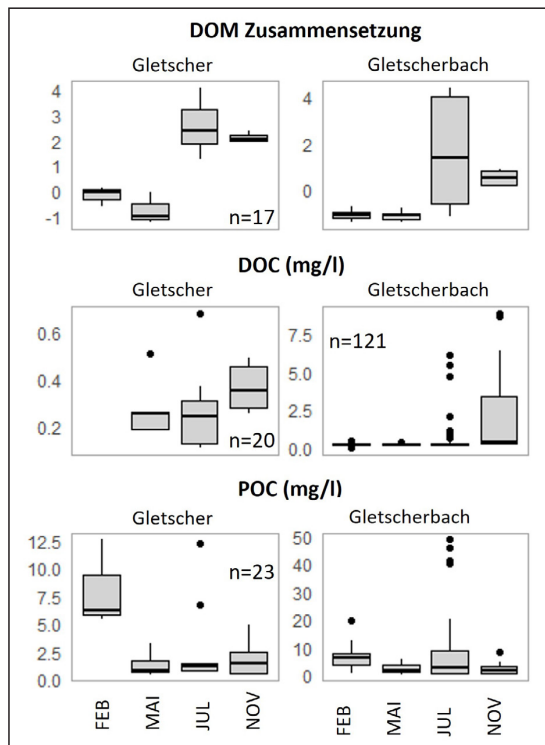 DOM Zusammensetzung
Gletscher Gletscherbach
4
3
2
1
0
-1
n=17
4
2
0
DOC (mg/l)
Gletscher Gletscherbach
0.6
0.4
0.2
n=20
7.5
5.0
2.5
0.0
n=121
POC (mg/l)
Gletscher Gletscherbach
12.5
10.0
7.5
5.0
2.5
0.0
n=23
50
40
30
20
10
0
FEB MAI JUL NOV FEB MAI JUL NOV